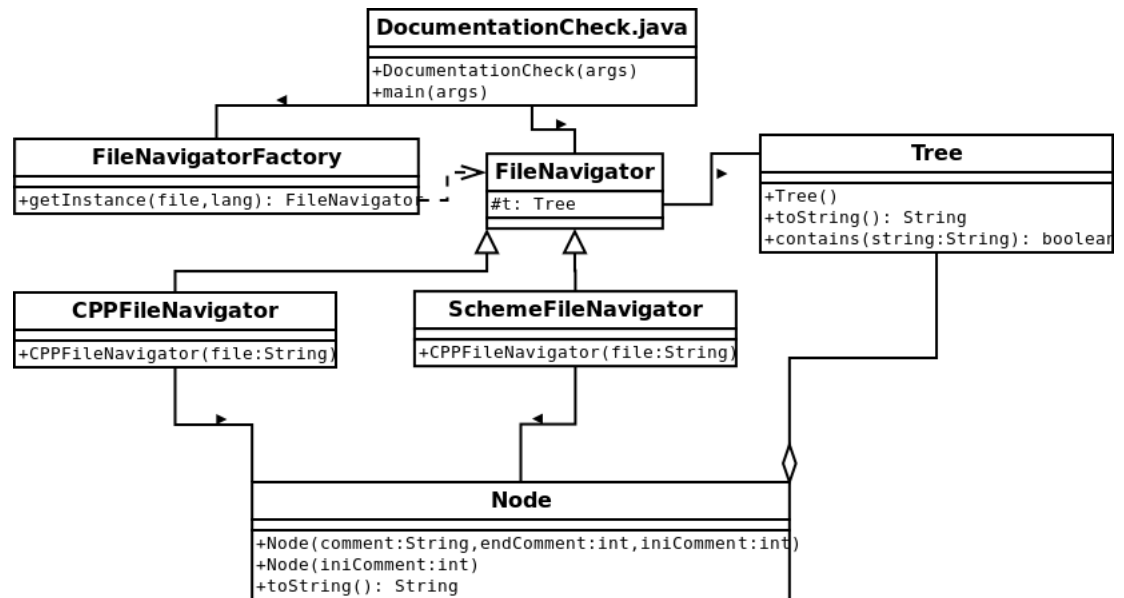 DocumentationCheck.java
+DocumentationCheck(args)
+main(args)
FileNavigatorFactory
+getInstance(file,lang): FileNavigator
FileNavigator
#t: Tree
Tree
+Tree()
+toString(): String
+contains(string:String): boolean
CPPFileNavigator
+CPPFileNavigator(file:String)
SchemeFileNavigator
+CPPFileNavigator(file:String)
Node
+Node(comment:String,endComment:int,iniComment:int)
+Node(iniComment:int)
+toString(): String